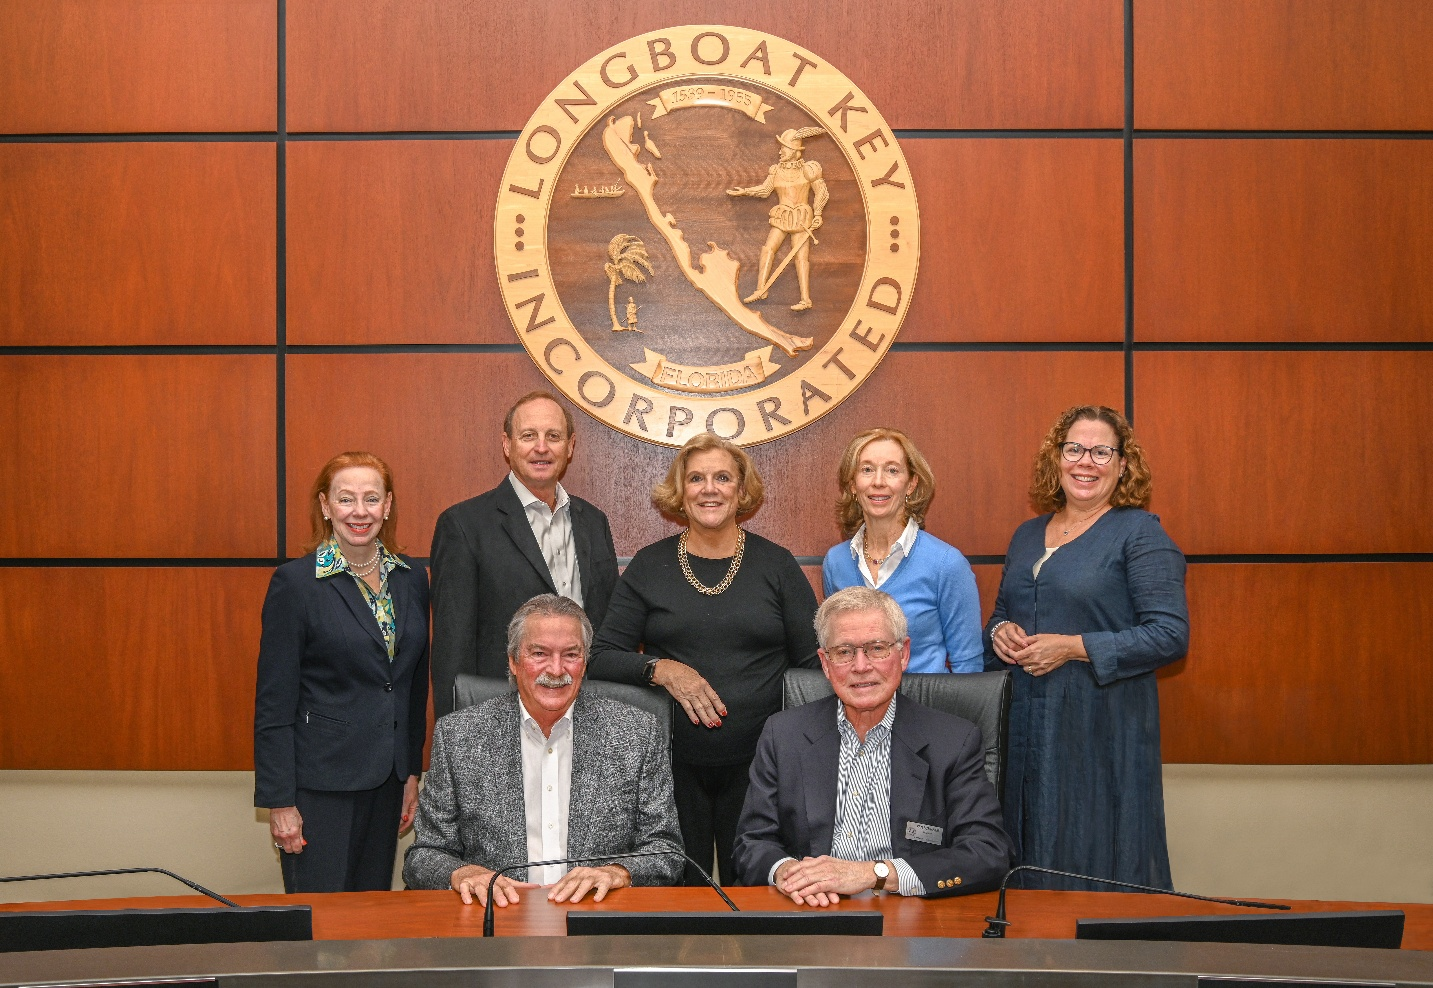 LONGBOAT KEY
1539 - 1955
FLORIDA
INCORPORATED